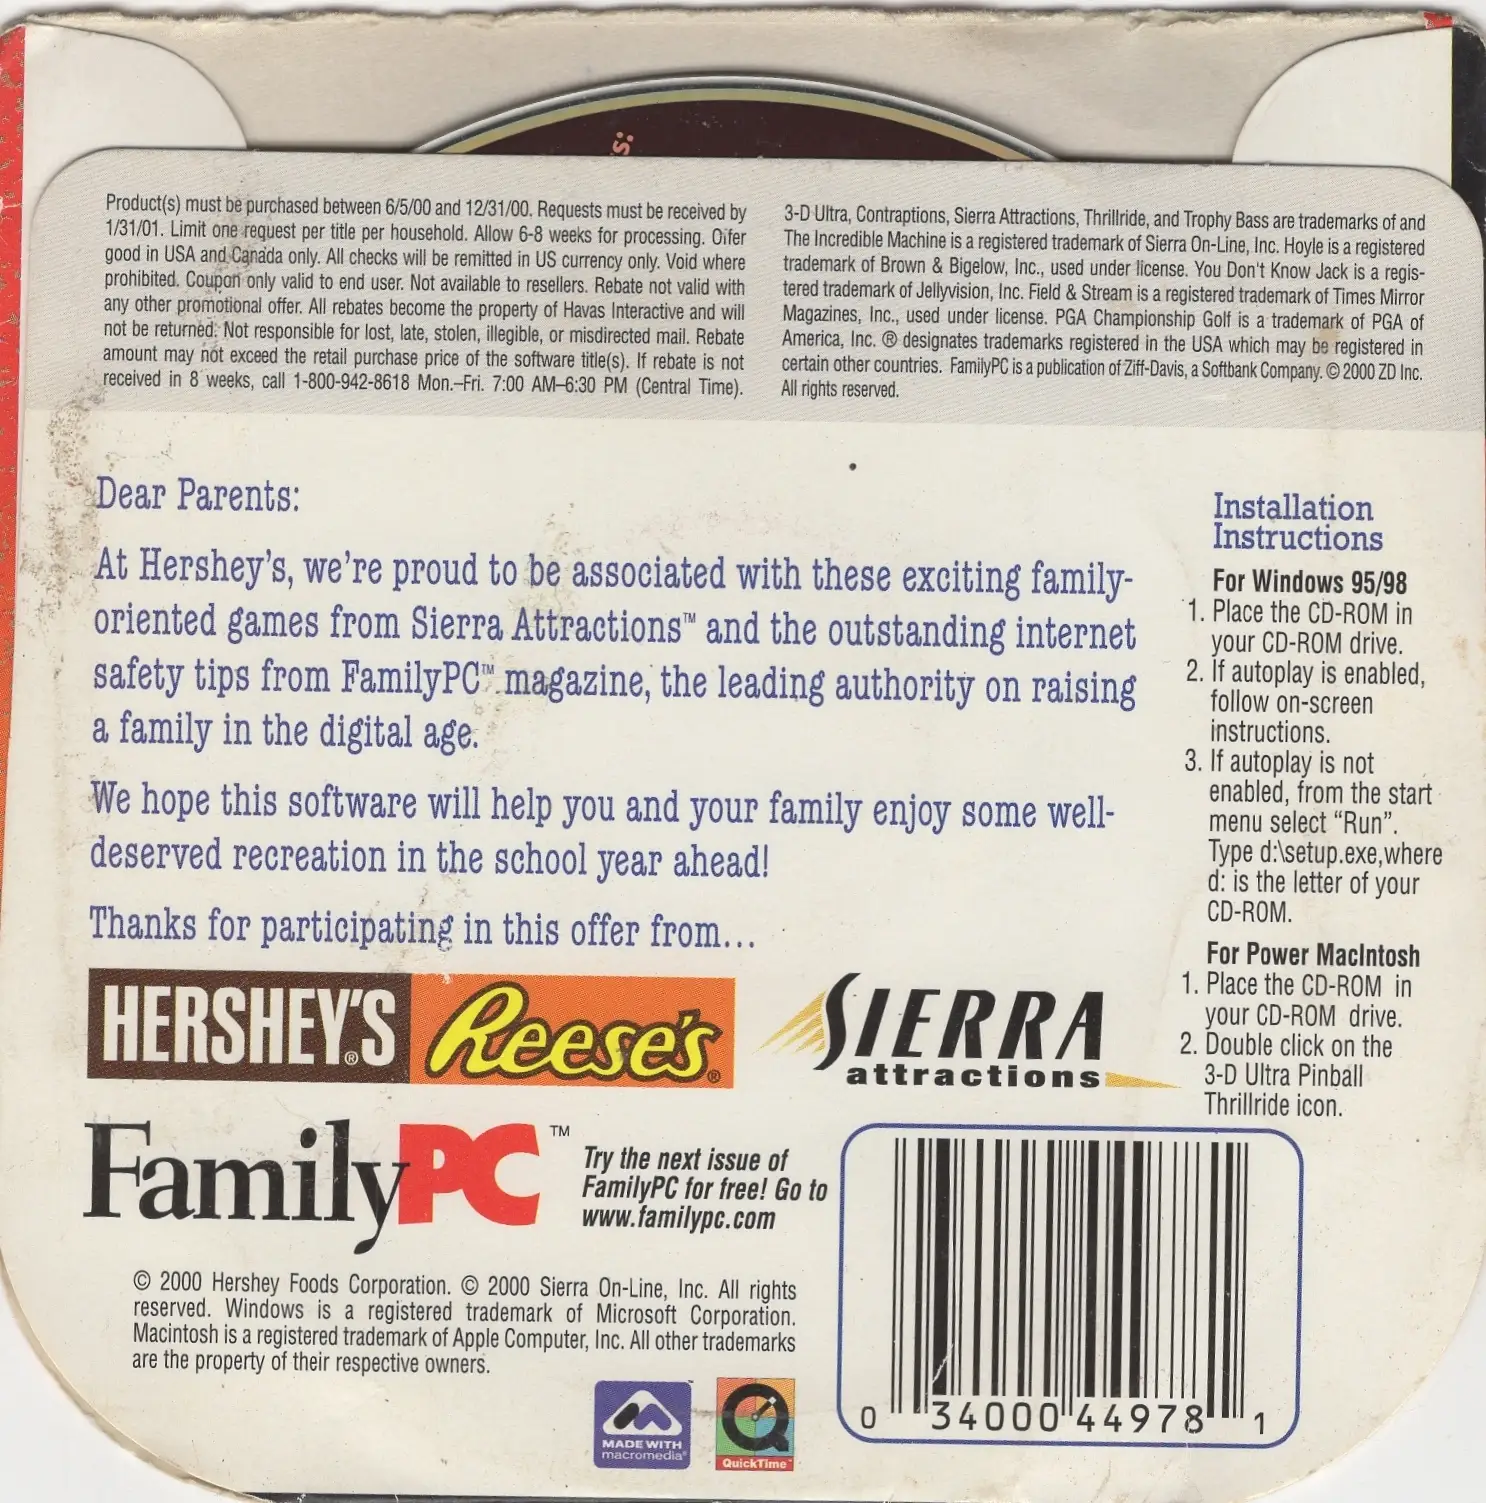 s:
Product(s) must be purchased between 6/5/00 and 12/31/00. Requests must be received by
1/31/01. Limit one request per title per household. Allow 6-8 weeks for processing. Offer
good in USA and Canada only. All checks will be remitted in US currency only. Void where
prohibited. Coupon only valid to end user. Not available to resellers. Rebate not valid with
any other promotional offer. All rebates become the property of Havas Interactive and will
not be returned. Not responsible for lost, late, stolen, illegible, or misdirected mail. Rebate
amount may not exceed the retail purchase price of the software title(s). If rebate is not
received in 8 weeks, call 1-800-942-8618 Mon.–Fri. 7:00 AM–6:30 PM (Central Time).
3-D Ultra, Contraptions, Sierra Attractions, Thrillride, and Trophy Bass are trademarks of and
The Incredible Machine is a registered trademark of Sierra On-Line, Inc. Hoyle is a registered
trademark of Brown & Bigelow, Inc., used under license. You Don't Know Jack is a regis-
tered trademark of Jellyvision, Inc. Field & Stream is a registered trademark of Times Mirror
Magazines, Inc., used under license. PGA Championship Golf is a trademark of PGA of
America, Inc. ® designates trademarks registered in the USA which may be registered in
certain other countries. FamilyPC is a publication of Ziff-Davis, a Softbank Company. © 2000 ZD Inc.
All rights reserved.
Dear Parents:
At Hershey's, we're proud to be associated with these exciting family-
oriented games from Sierra Attractions™ and the outstanding internet
safety tips from FamilyPC™ magazine, the leading authority on raising
a family in the digital age.
We hope this software will help you and your family enjoy some well-
deserved recreation in the school year ahead!
Thanks for participating in this offer from...
HERSHEY'S® Reese's®
SIERRA
attractions
FamilyPC™
Try the next issue of
FamilyPC for free! Go to
www.familypc.com
© 2000 Hershey Foods Corporation. © 2000 Sierra On-Line, Inc. All rights
reserved. Windows is a registered trademark of Microsoft Corporation.
Macintosh is a registered trademark of Apple Computer, Inc. All other trademarks
are the property of their respective owners.
MADE WITH
macromedia®
QuickTime™
Installation
Instructions
For Windows 95/98
1. Place the CD-ROM in
your CD-ROM drive.
2. If autoplay is enabled,
follow on-screen
instructions.
3. If autoplay is not
enabled, from the start
menu select “Run”.
Type d:\setup.exe,where
d: is the letter of your
CD-ROM.
For Power MacIntosh
1. Place the CD-ROM in
your CD-ROM drive.
2. Double click on the
3-D Ultra Pinball
Thrillride icon.
0 34000 44978 1